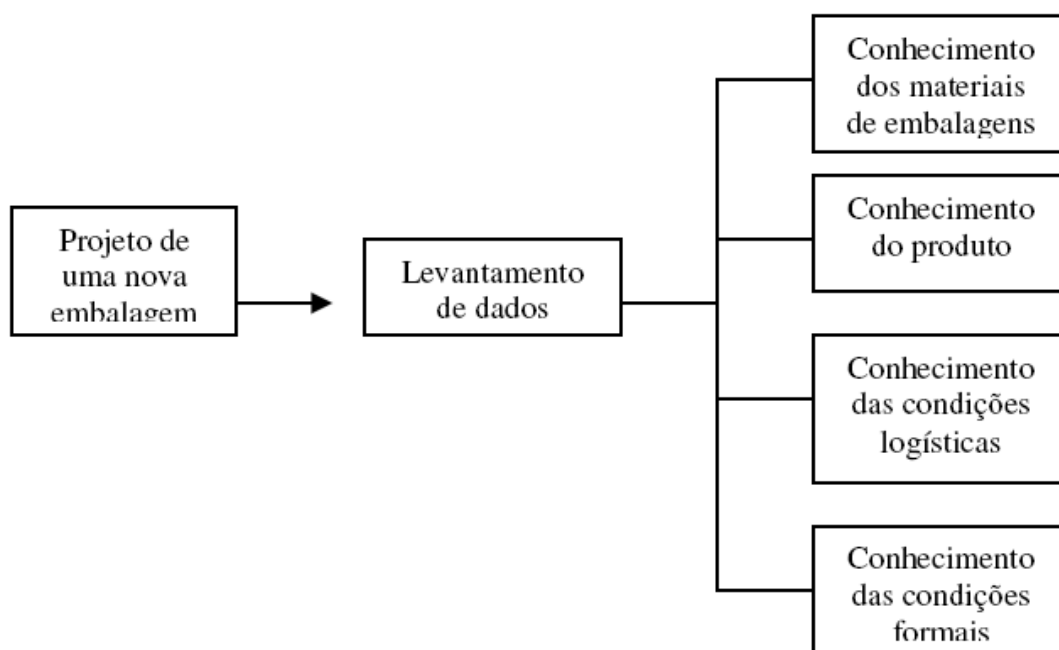 Projeto de
uma nova
embalagem
Levantamento
de dados
Conhecimento
dos materiais
de embalagens
Conhecimento
do produto
Conhecimento
das condições
logísticas
Conhecimento
das condições
formais